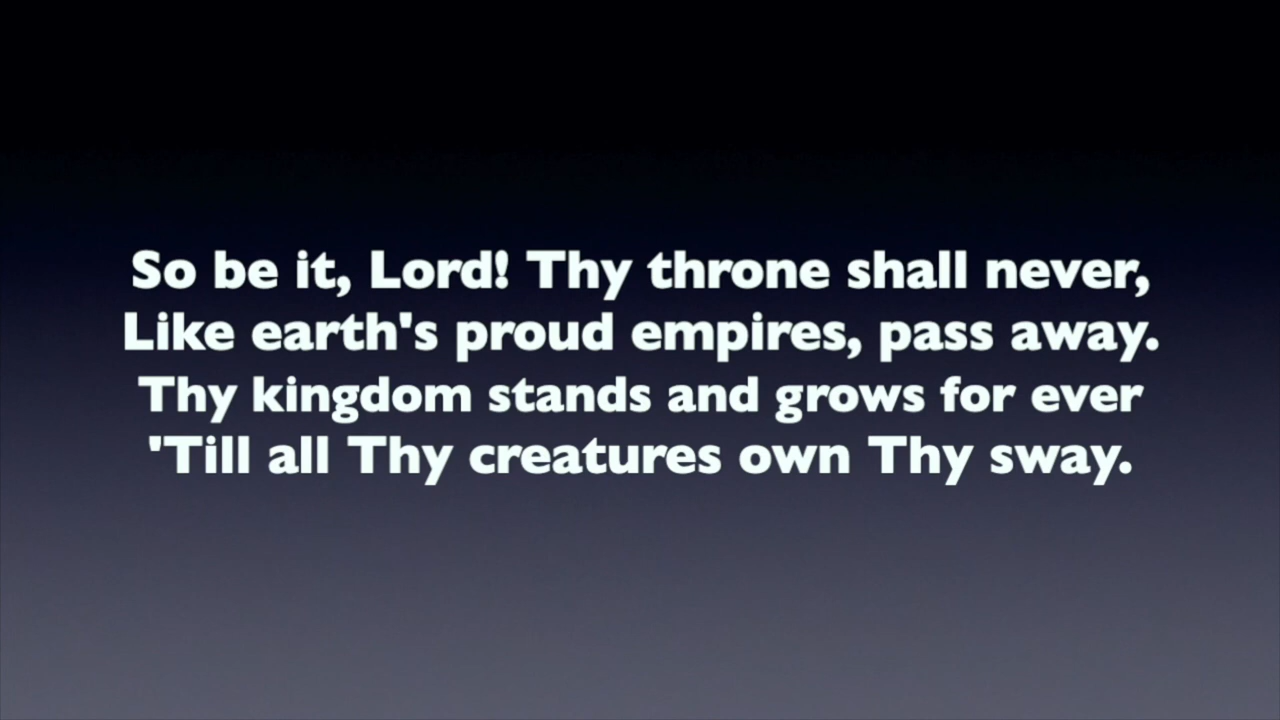 So be it, Lord! Thy throne shall never,
Like earth's proud empires, pass away.
Thy kingdom stands and grows for ever
'Till all Thy creatures own Thy sway.